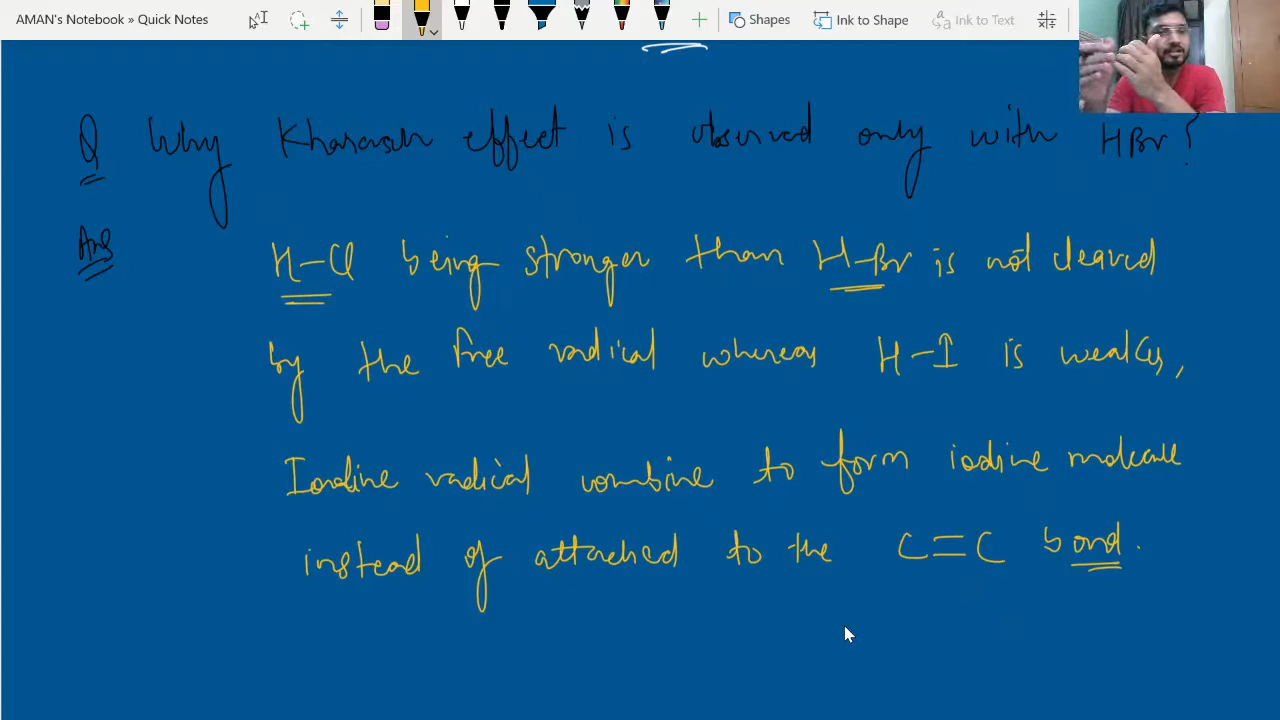 AMAN's Notebook » Quick Notes
Shapes
Ink to Shape
Ink to Text
Q Why Kharasch effect is observed only with HBr?
Ans
H-Cl being stronger than H-Br is not cleaved
by the free radical whereas H-I is weaker,
Iodine radical combine to form iodine molecule
instead of attached to the C=C bond.